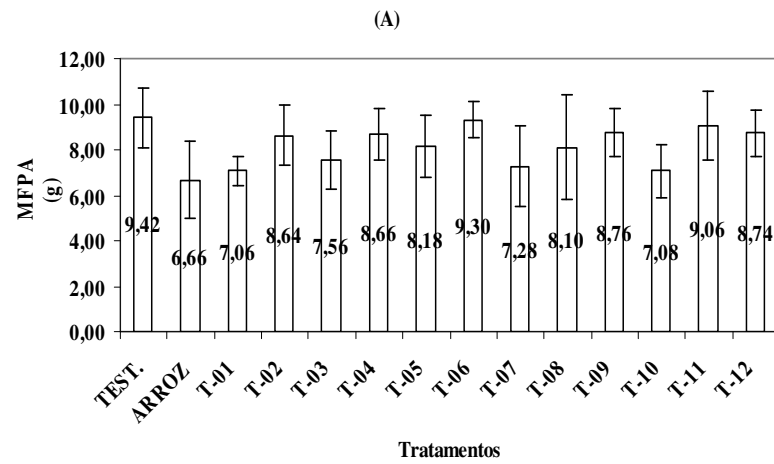 (A)
12,00
10,00
8,00
6,00
4,00
2,00
0,00
MFPA
(g)
9,42
6,66
7,06
8,64
7,56
8,66
8,18
9,30
7,28
8,10
8,76
7,08
9,06
8,74
TEST.
ARROZ
T-01
T-02
T-03
T-04
T-05
T-06
T-07
T-08
T-09
T-10
T-11
T-12
Tratamentos